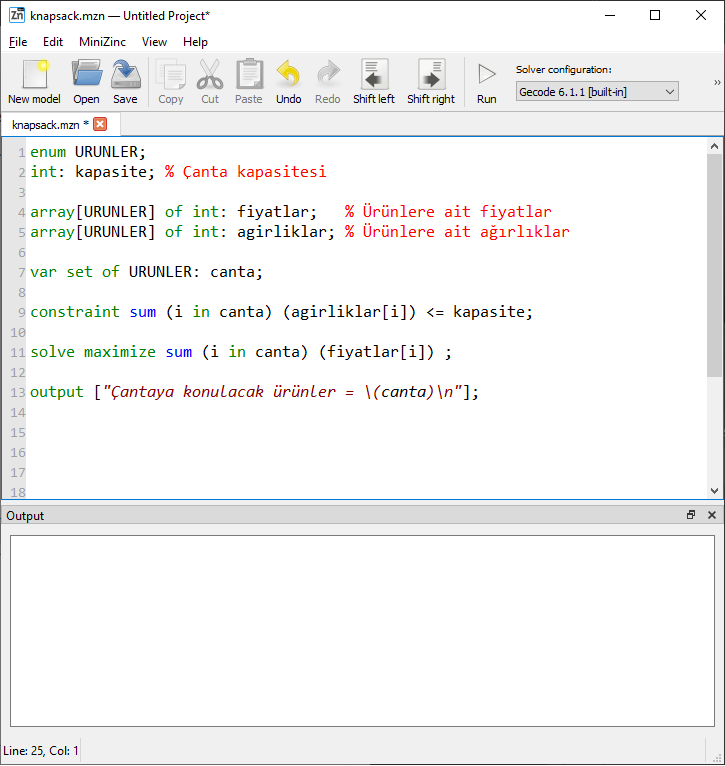 Zn knapsack.mzn — Untitled Project*
File Edit MiniZinc View Help
New model Open Save Copy Cut Paste Undo Redo Shift left Shift right Run
Solver configuration:
Gecode 6.1.1 [built-in]
»
knapsack.mzn *
1 enum URUNLER;
2 int: kapasite; % Çanta kapasitesi
3
4 array[URUNLER] of int: fiyatlar; % Ürünlere ait fiyatlar
5 array[URUNLER] of int: agirliklar; % Ürünlere ait ağırlıklar
6
7 var set of URUNLER: canta;
8
9 constraint sum (i in canta) (agirliklar[i]) <= kapasite;
10
11 solve maximize sum (i in canta) (fiyatlar[i]) ;
12
13 output ["Çantaya konulacak ürünler = \(canta)\n"];
14
15
16
17
18
Output
Line: 25, Col: 1